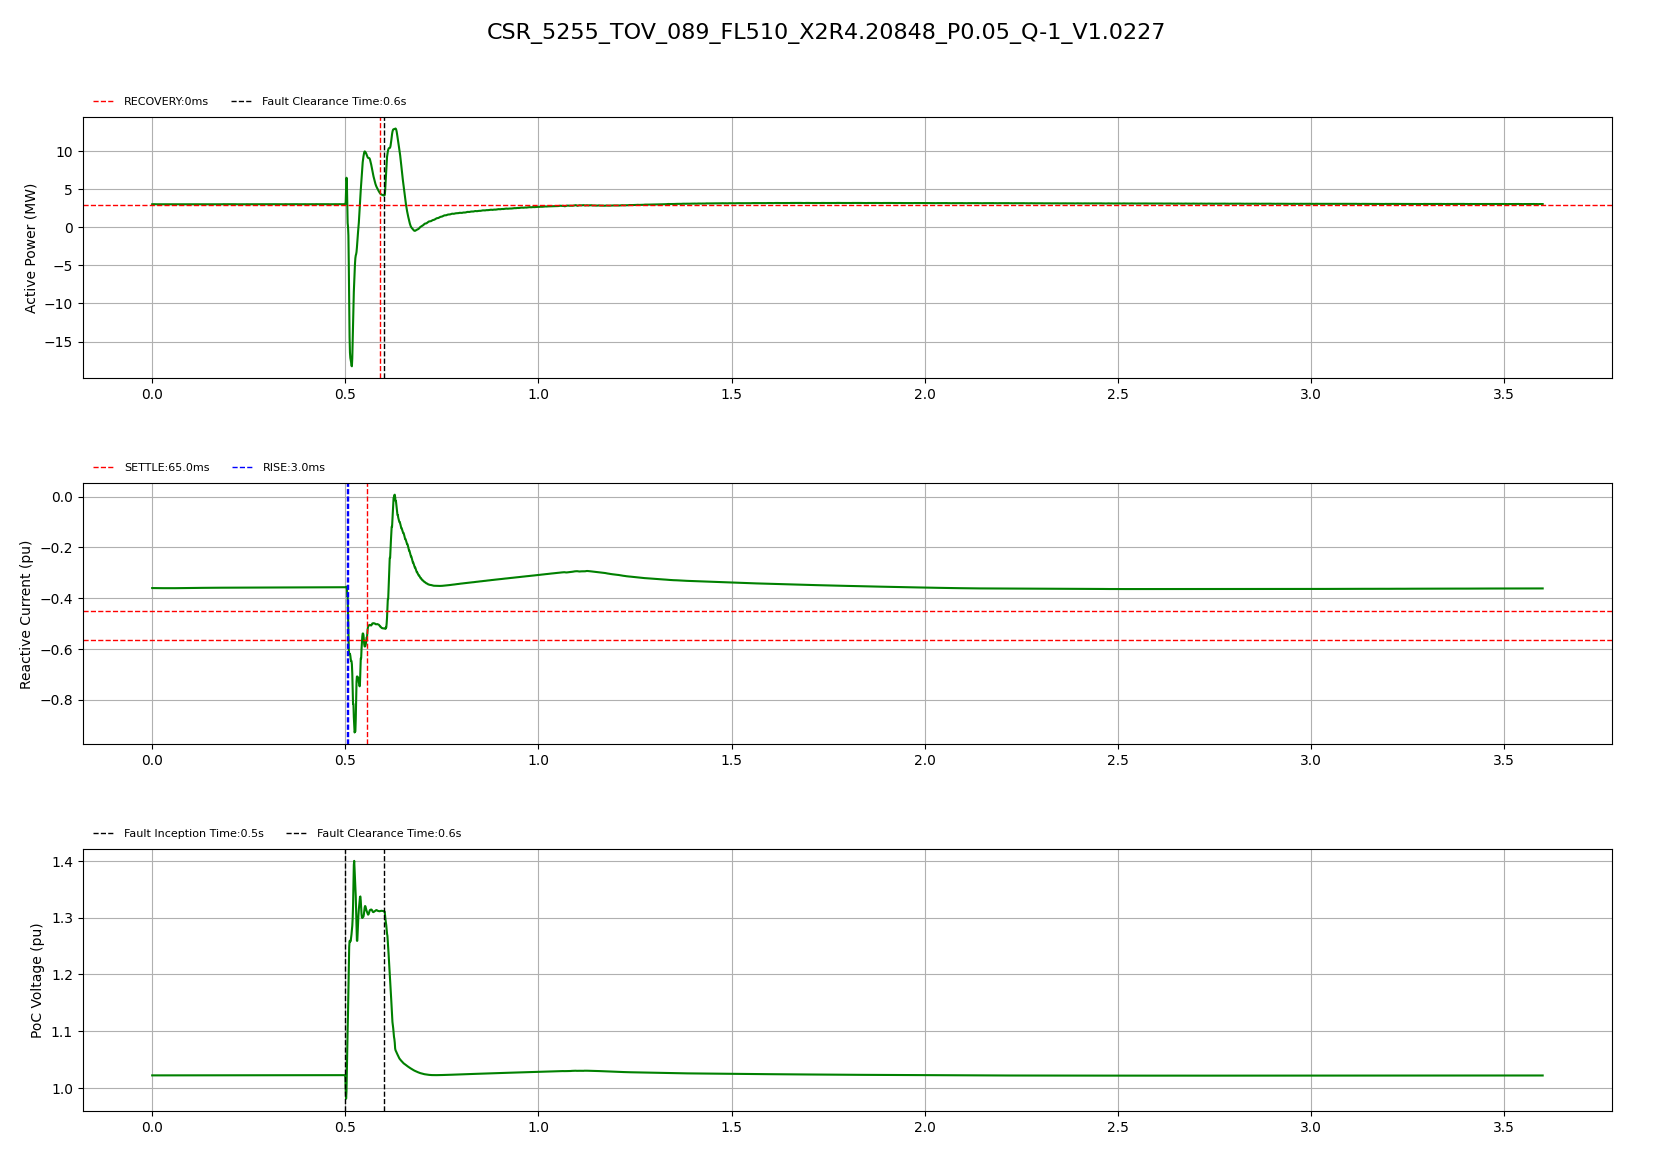 CSR_5255_TOV_089_FL510_X2R4.20848_P0.05_Q-1_V1.0227
RECOVERY:0ms Fault Clearance Time:0.6s
Active Power (MW)
10
5
0
−5
−10
−15
0.0 0.5 1.0 1.5 2.0 2.5 3.0 3.5
SETTLE:65.0ms RISE:3.0ms
Reactive Current (pu)
0.0
−0.2
−0.4
−0.6
−0.8
0.0 0.5 1.0 1.5 2.0 2.5 3.0 3.5
Fault Inception Time:0.5s Fault Clearance Time:0.6s
PoC Voltage (pu)
1.4
1.3
1.2
1.1
1.0
0.0 0.5 1.0 1.5 2.0 2.5 3.0 3.5